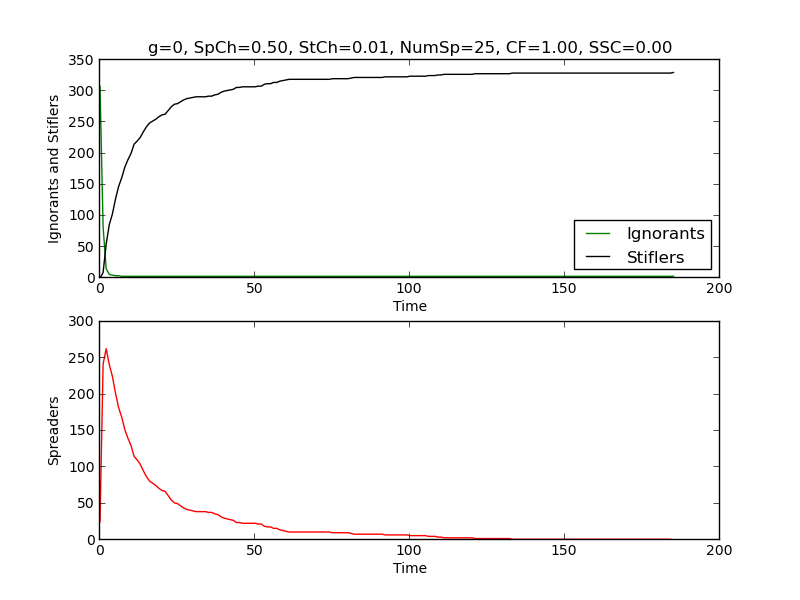 g=0, SpCh=0.50, StCh=0.01, NumSp=25, CF=1.00, SSC=0.00
350
300
250
200
150
100
50
0
Ignorants and Stiflers
Ignorants
Stiflers
0 50 100 150 200
Time
300
250
200
150
100
50
0
Spreaders
0 50 100 150 200
Time